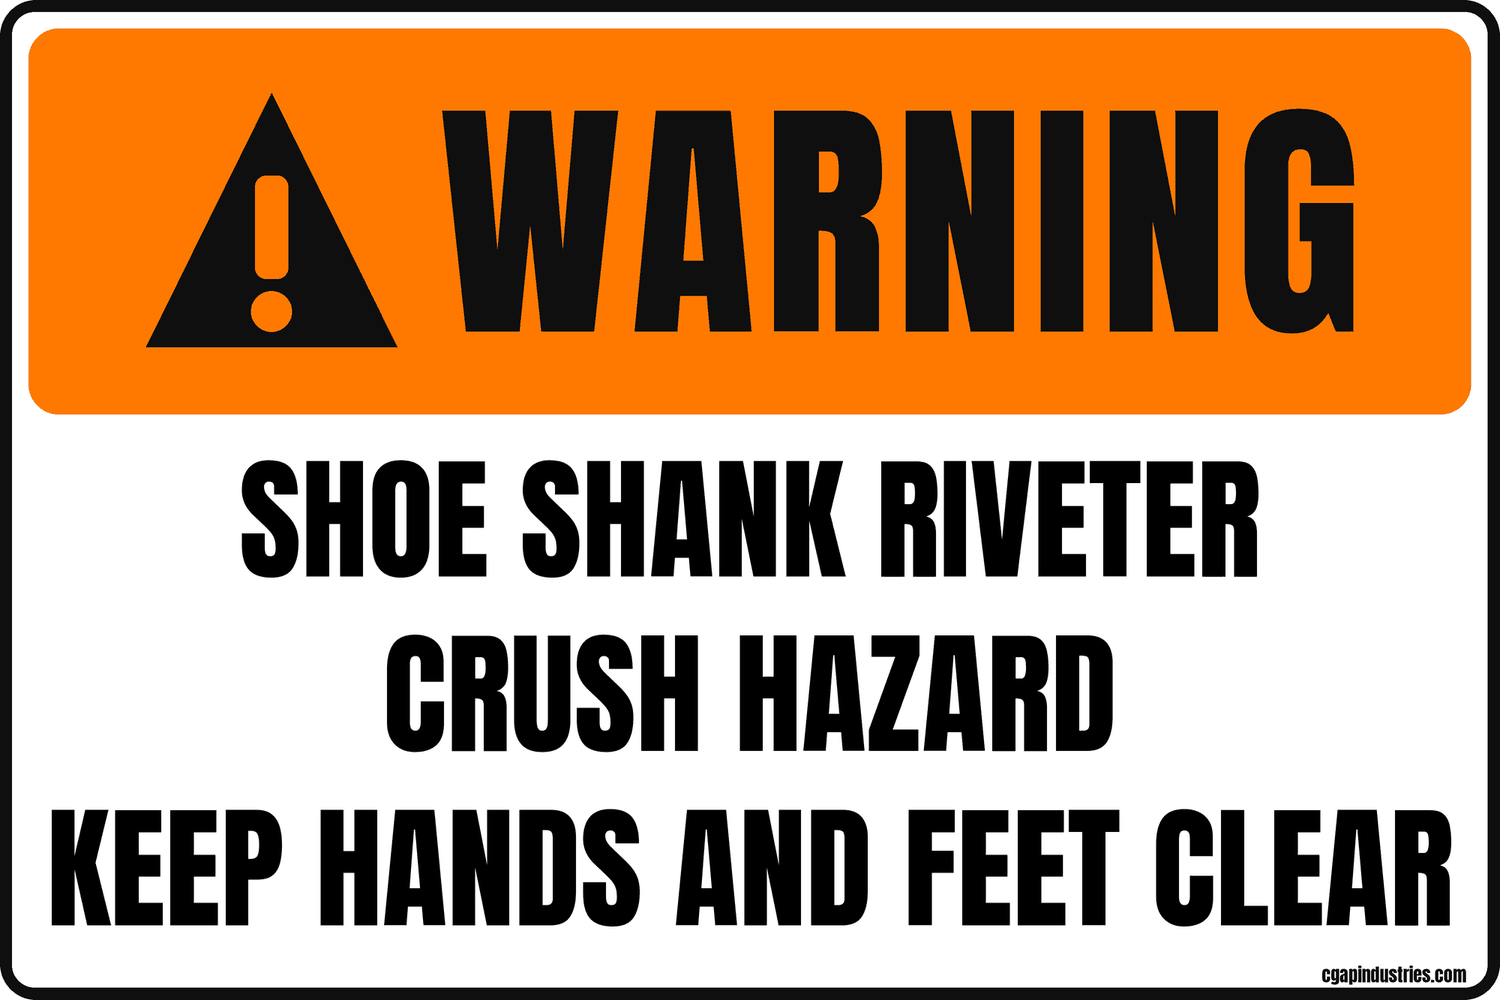 WARNING
SHOE SHANK RIVETER
CRUSH HAZARD
KEEP HANDS AND FEET CLEAR
cgapindustries.com